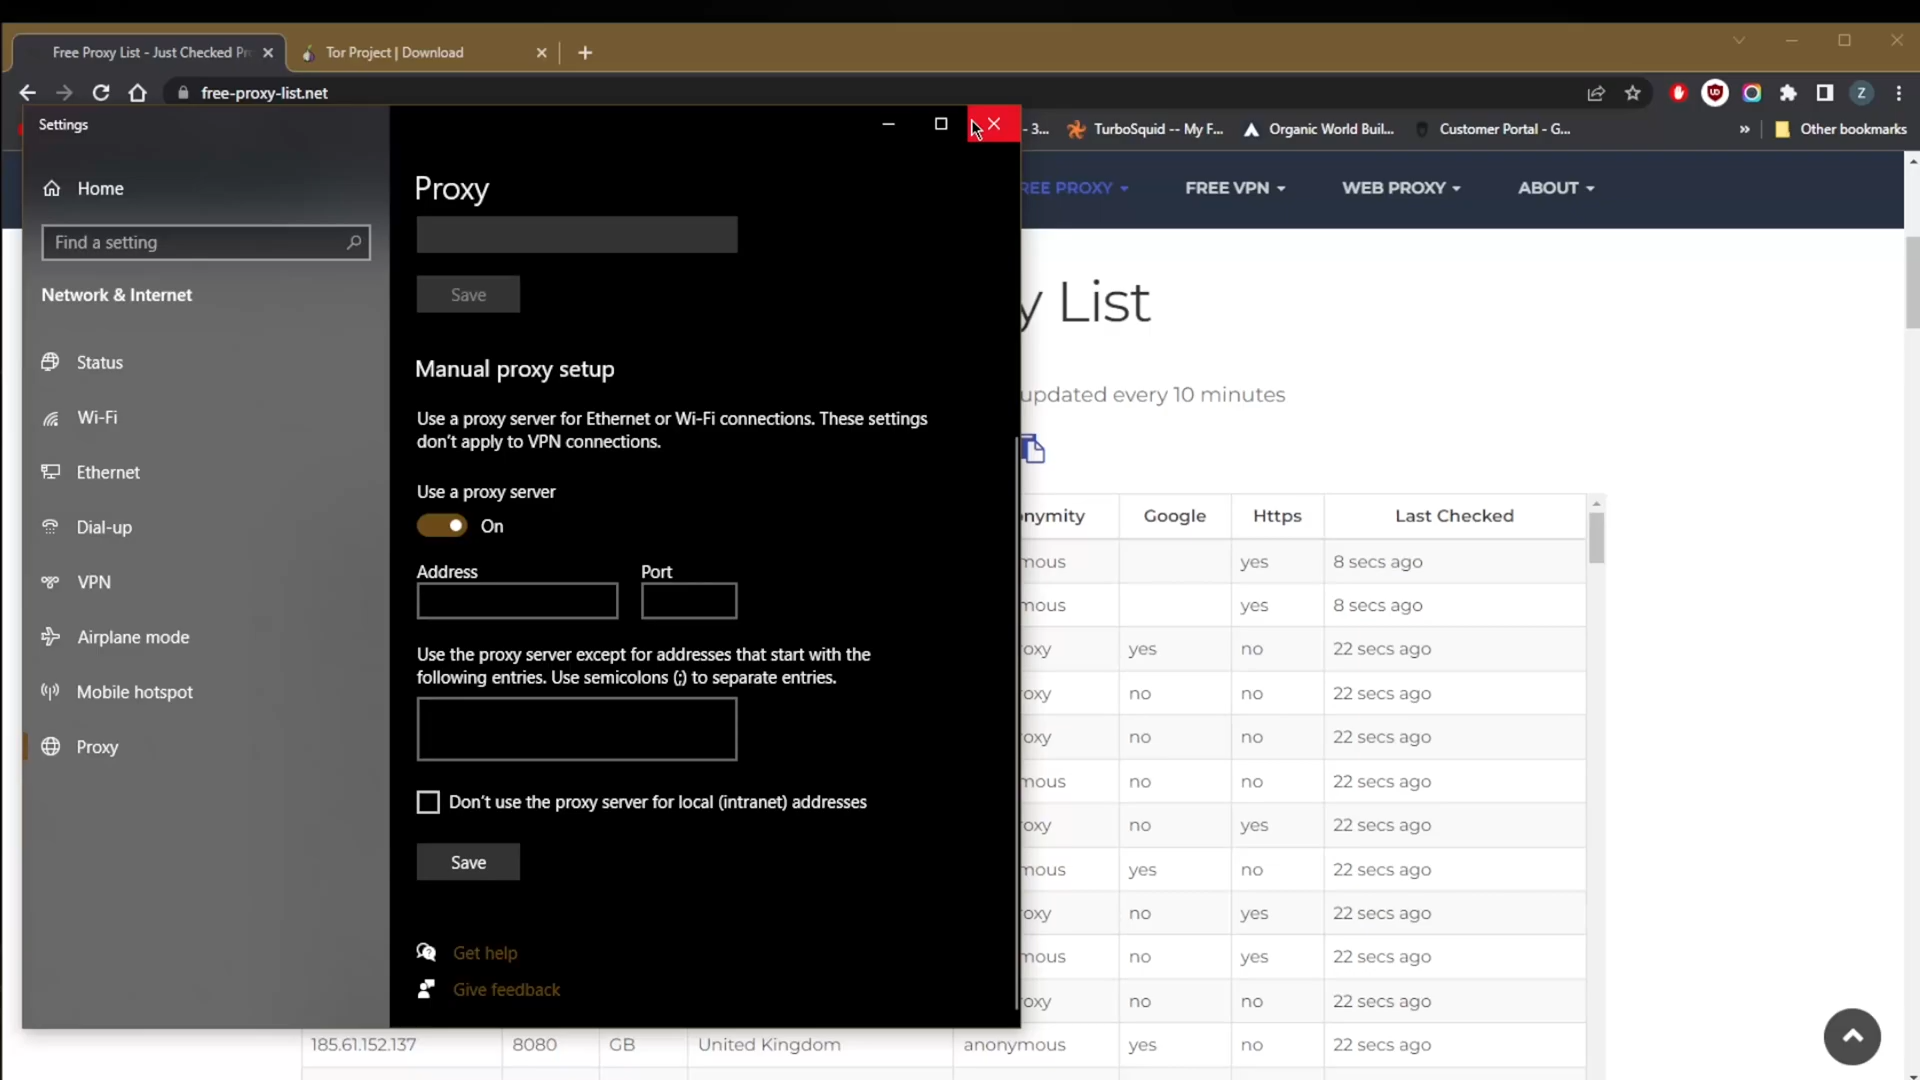 Free Proxy List - Just Checked Pr
Tor Project | Download
free-proxy-list.net
Z
- 3...
TurboSquid -- My F...
Organic World Buil...
Customer Portal - G...
»
Other bookmarks
Settings
Home
Find a setting
Network & Internet
Status
Wi-Fi
Ethernet
Dial-up
VPN
Airplane mode
Mobile hotspot
Proxy
Proxy
Save
Manual proxy setup
Use a proxy server for Ethernet or Wi-Fi connections. These settings
don't apply to VPN connections.
Use a proxy server
On
Address Port
Use the proxy server except for addresses that start with the
following entries. Use semicolons (;) to separate entries.
Don't use the proxy server for local (intranet) addresses
Save
Get help
Give feedback
REE PROXY FREE VPN WEB PROXY ABOUT
y List
updated every 10 minutes
nymity Google Https Last Checked
mous yes 8 secs ago
mous yes 8 secs ago
oxy yes no 22 secs ago
oxy no no 22 secs ago
oxy no no 22 secs ago
mous no no 22 secs ago
oxy no yes 22 secs ago
mous yes no 22 secs ago
oxy no yes 22 secs ago
mous no yes 22 secs ago
oxy no no 22 secs ago
185.61.152.137 8080 GB United Kingdom anonymous yes no 22 secs ago